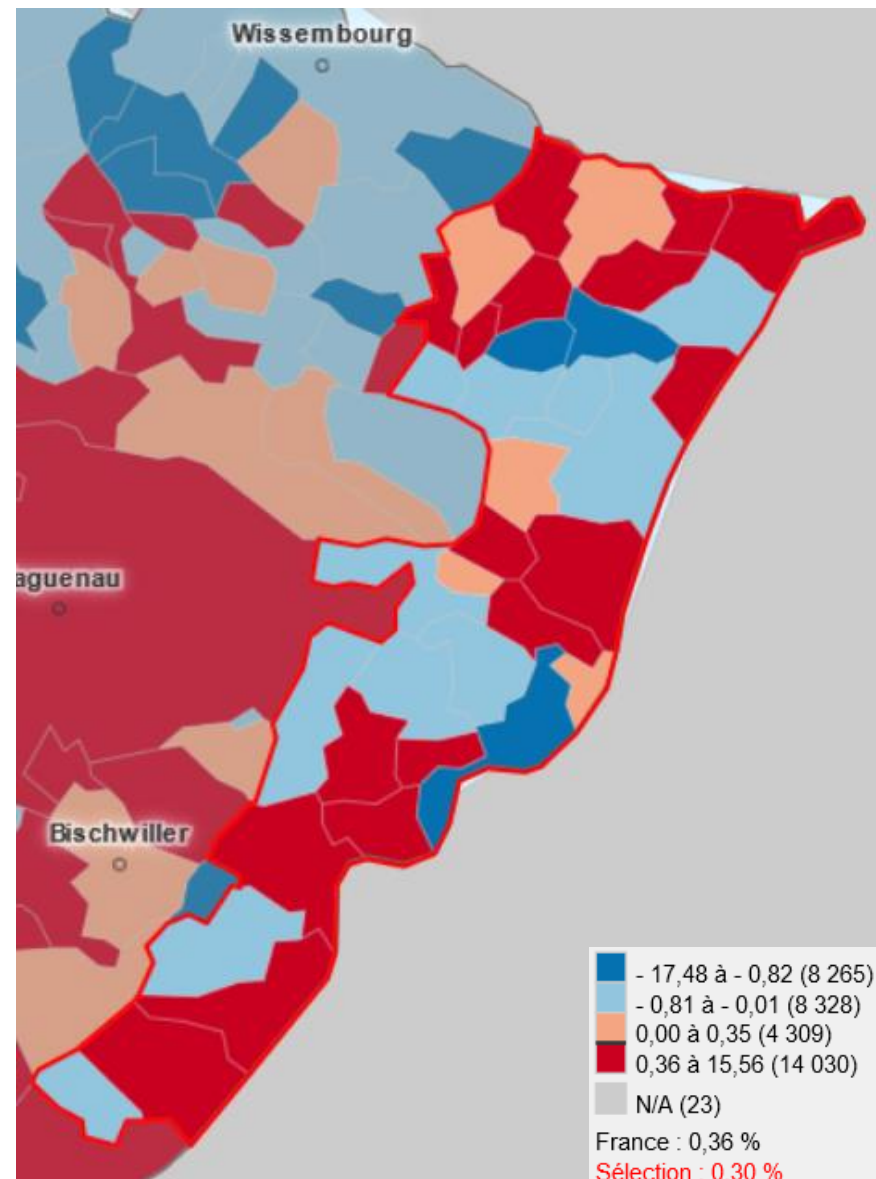 Wissembourg
aguenau
Bischwiller
- 17,48 à - 0,82 (8 265)
- 0,81 à - 0,01 (8 328)
0,00 à 0,35 (4 309)
0,36 à 15,56 (14 030)
N/A (23)
France : 0,36 %
Sélection : 0,30 %